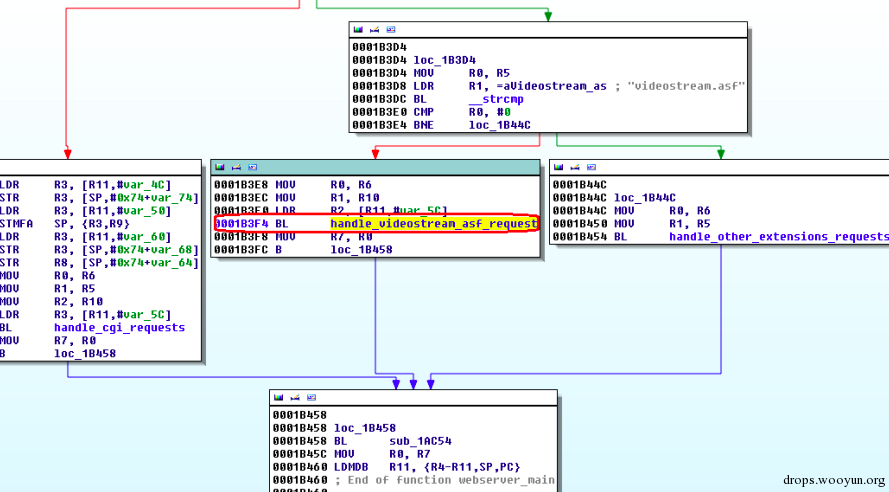 0001B3D4
0001B3D4 loc_1B3D4
0001B3D4 MOV R0, R5
0001B3D8 LDR R1, =aVideostream_as ; "videostream.asf"
0001B3DC BL __strcmp
0001B3E0 CMP R0, #0
0001B3E4 BNE loc_1B44C
LDR R3, [R11,#var_4C]
STR R3, [SP,#0x74+var_74]
LDR R3, [R11,#var_50]
STMFA SP, {R3,R9}
LDR R3, [R11,#var_60]
STR R3, [SP,#0x74+var_68]
STR R8, [SP,#0x74+var_64]
MOV R0, R6
MOV R1, R5
MOV R2, R10
LDR R3, [R11,#var_5C]
BL handle_cgi_requests
MOV R7, R0
B loc_1B458
0001B3E8 MOV R0, R6
0001B3EC MOV R1, R10
0001B3F0 LDR R2, [R11,#var_5C]
0001B3F4 BL handle_videostream_asf_request
0001B3F8 MOV R7, R0
0001B3FC B loc_1B458
0001B44C
0001B44C loc_1B44C
0001B44C MOV R0, R6
0001B450 MOV R1, R5
0001B454 BL handle_other_extensions_requests
0001B458
0001B458 loc_1B458
0001B458 BL sub_1AC54
0001B45C MOV R0, R7
0001B460 LDMDB R11, {R4-R11,SP,PC}
0001B460 ; End of function webserver_main
0001B460
drops.wooyun.org